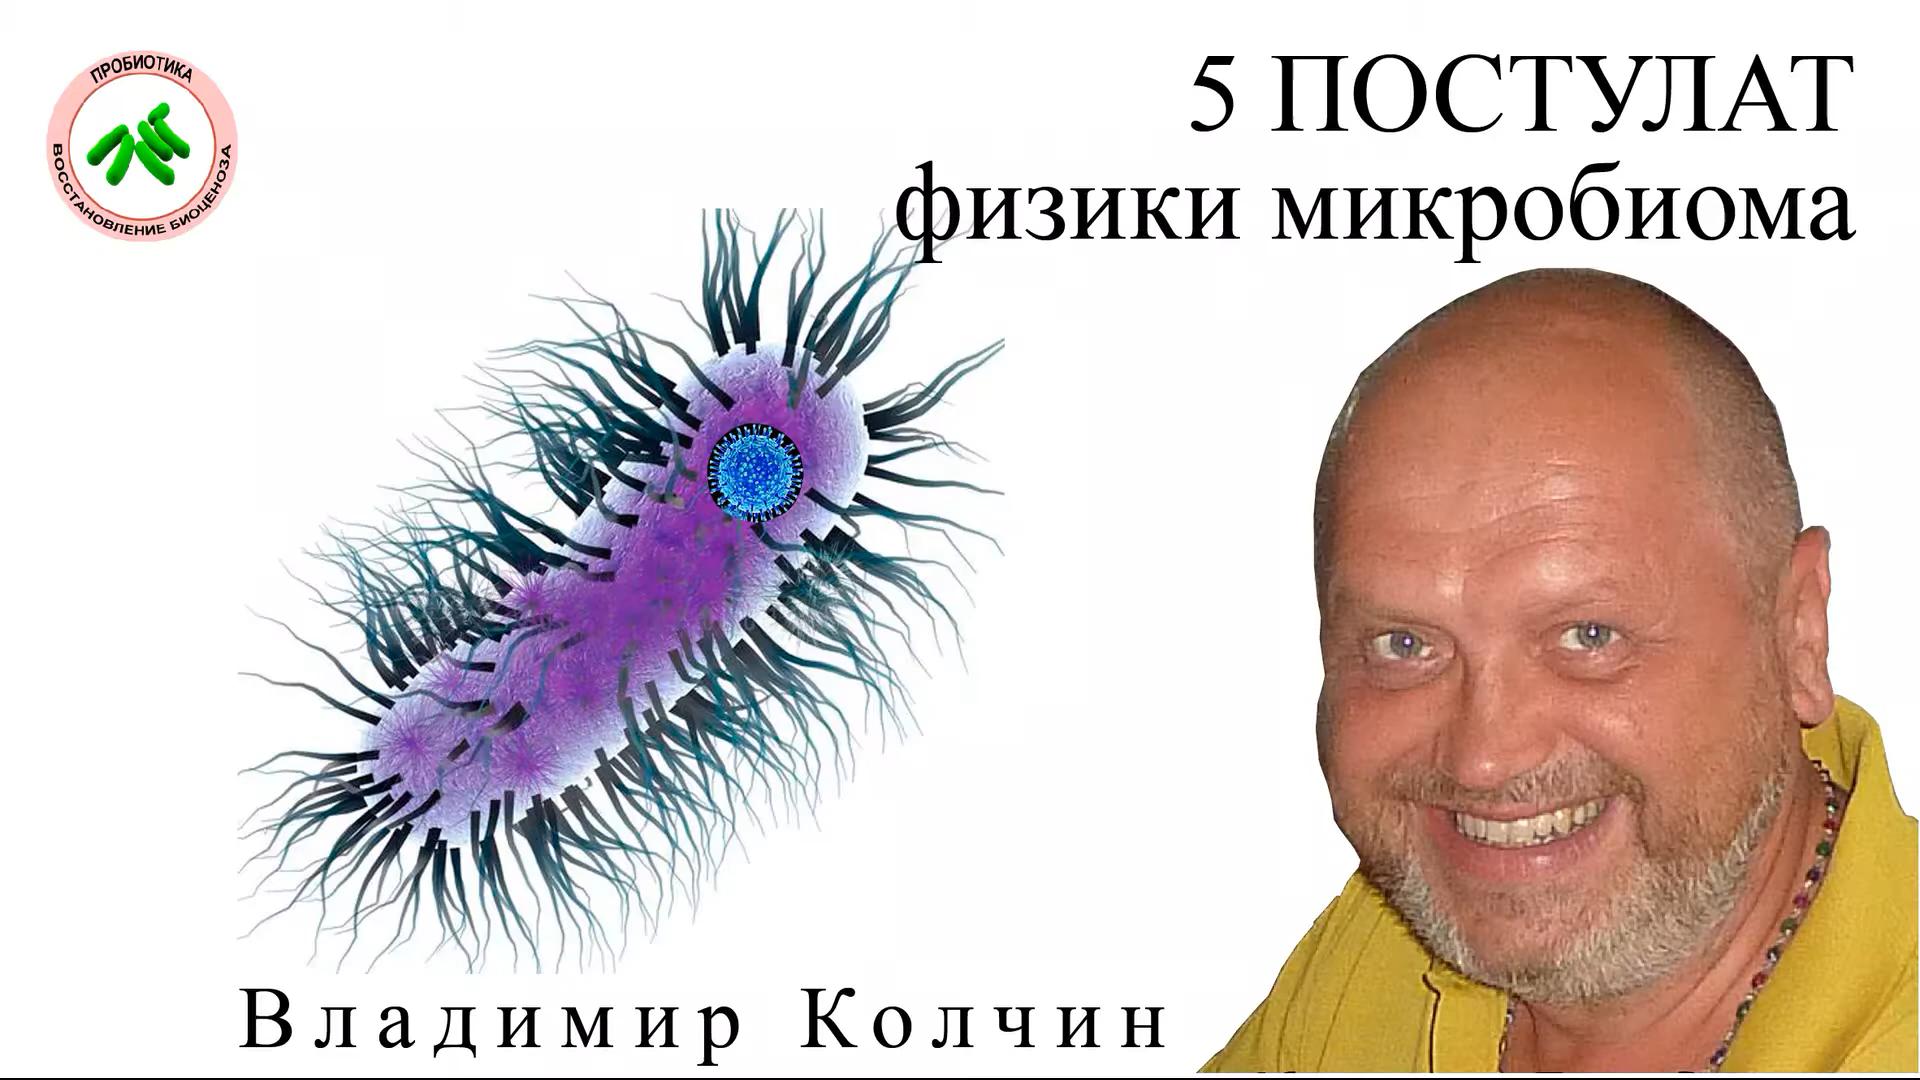 ПРОБИОТИКА
ВОССТАНОВЛЕНИЕ БИОЦЕНОЗА
5 ПОСТУЛАТ
физики микробиома
Владимир Колчин